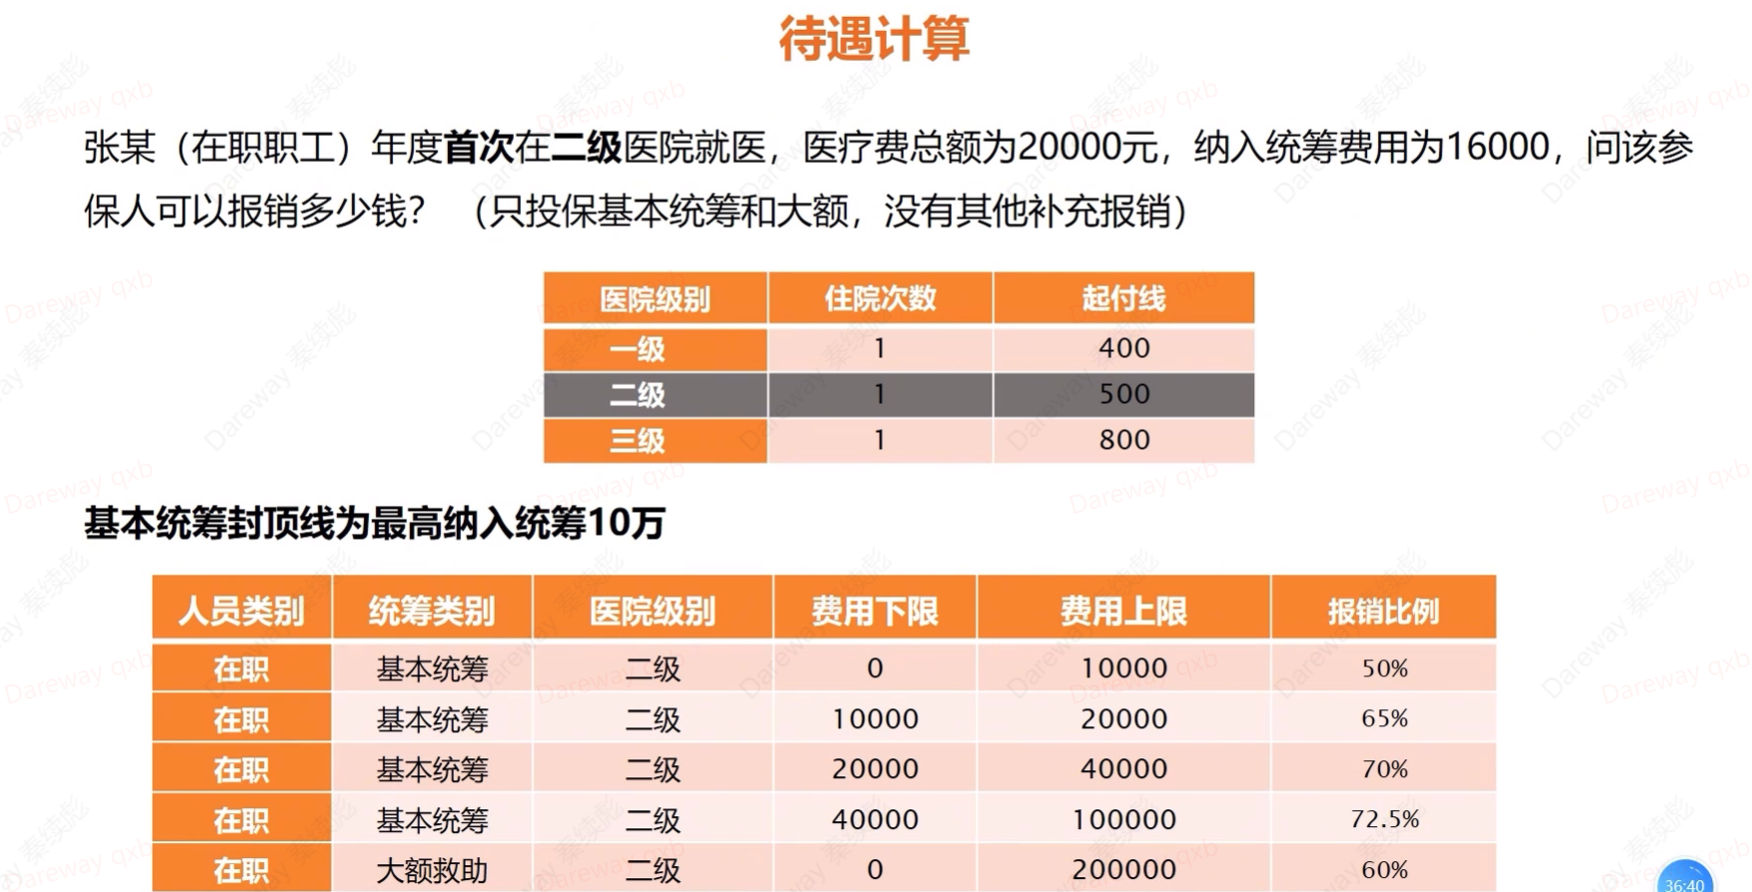 待遇计算
张某（在职职工）年度首次在二级医院就医，医疗费总额为20000元，纳入统筹费用为16000，问该参
保人可以报销多少钱？ （只投保基本统筹和大额，没有其他补充报销）
医院级别 住院次数 起付线
一级 1 400
二级 1 500
三级 1 800
基本统筹封顶线为最高纳入统筹10万
人员类别 统筹类别 医院级别 费用下限 费用上限 报销比例
在职 基本统筹 二级 0 10000 50%
在职 基本统筹 二级 10000 20000 65%
在职 基本统筹 二级 20000 40000 70%
在职 基本统筹 二级 40000 100000 72.5%
在职 大额救助 二级 0 200000 60%
36:40
Dareway qxb
Dareway 秦续彪